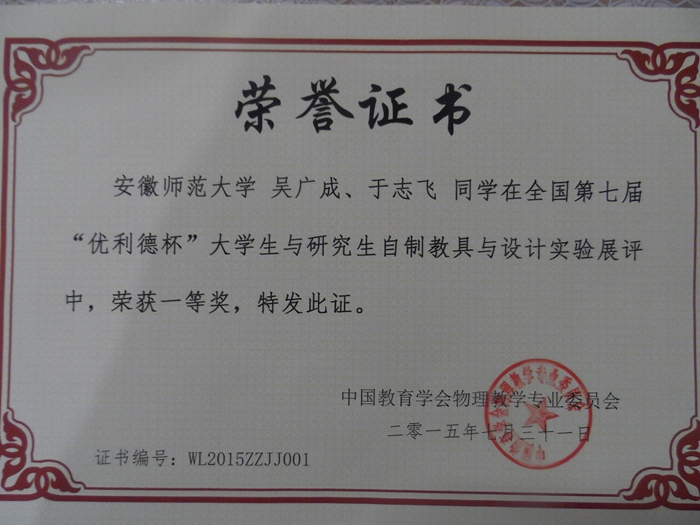 荣誉证书
安徽师范大学 吴广成、于志飞 同学在全国第七届
“优利德杯”大学生与研究生自制教具与设计实验展评
中，荣获一等奖，特发此证。
中国教育学会物理教学专业委员会
二〇一五年七月三十一日
证书编号：WL2015ZZJJ001